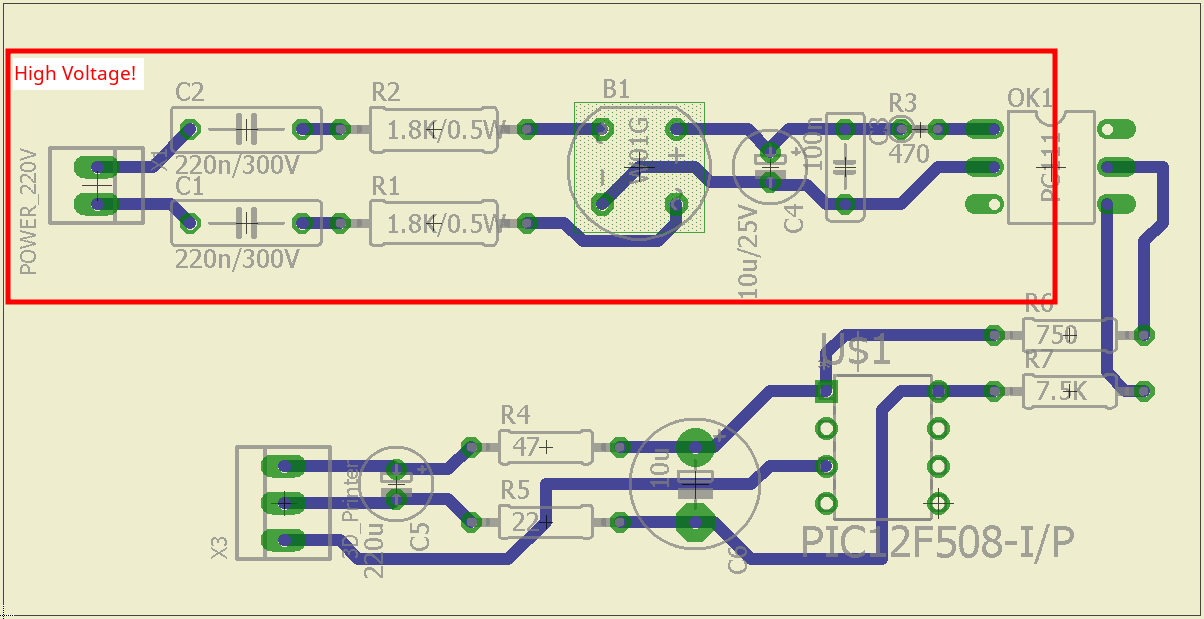 High Voltage!
C2
R2
B1
R3
OK1
1.8K/0.5W
W01G
100n
C3
470
PC111
POWER_220V
X1
220n/300V
C1
R1
1.8K/0.5W
C4
220n/300V
10u/25V
R6
750
U$1
R7
7.5K
R4
47
10u
3D_Printer
R5
22
X3
220u
C5
C6
PIC12F508-I/P